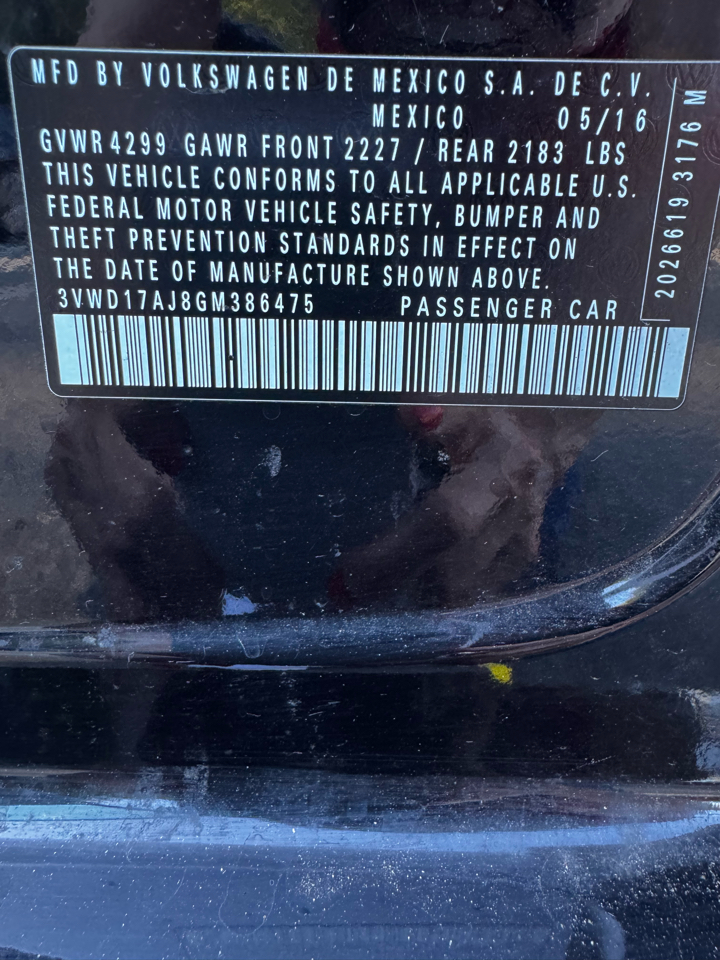 MFD BY VOLKSWAGEN DE MEXICO S.A. DE C.V.
MEXICO 05/16
GVWR 4299 GAWR FRONT 2227 / REAR 2183 LBS
THIS VEHICLE CONFORMS TO ALL APPLICABLE U.S.
FEDERAL MOTOR VEHICLE SAFETY, BUMPER AND
THEFT PREVENTION STANDARDS IN EFFECT ON
THE DATE OF MANUFACTURE SHOWN ABOVE.
3VWD17AJ8GM386475 PASSENGER CAR
2026619 3176 M